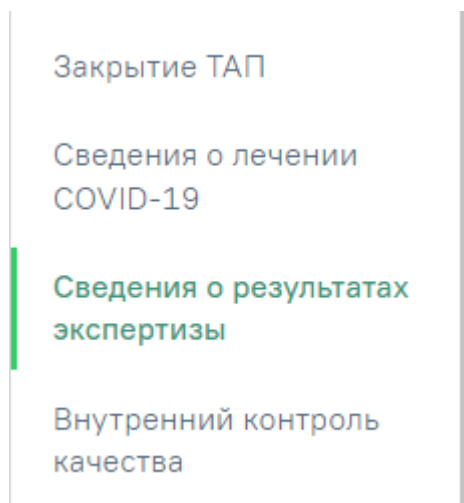 Закрытие ТАП
Сведения о лечении
COVID-19
Сведения о результатах
экспертизы
Внутренний контроль
качества